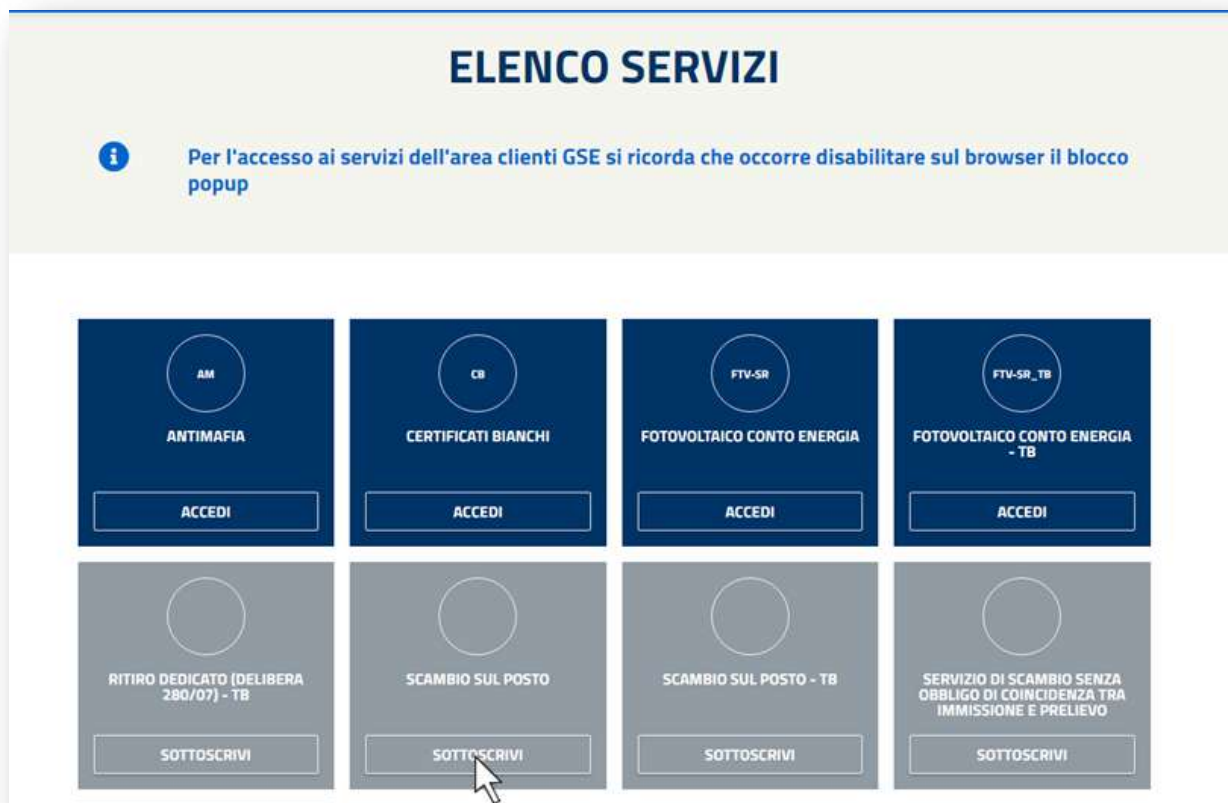 ELENCO SERVIZI
i
Per l'accesso ai servizi dell'area clienti GSE si ricorda che occorre disabilitare sul browser il blocco
popup
AM
ANTIMAFIA
ACCEDI
CB
CERTIFICATI BIANCHI
ACCEDI
FTV-SR
FOTOVOLTAICO CONTO ENERGIA
ACCEDI
FTV-SR_TB
FOTOVOLTAICO CONTO ENERGIA
- TB
ACCEDI
RITIRO DEDICATO (DELIBERA
280/07) - TB
SOTTOSCRIVI
SCAMBIO SUL POSTO
SOTTOSCRIVI
SCAMBIO SUL POSTO - TB
SOTTOSCRIVI
SERVIZIO DI SCAMBIO SENZA
OBBLIGO DI COINCIDENZA TRA
IMMISSIONE E PRELIEVO
SOTTOSCRIVI